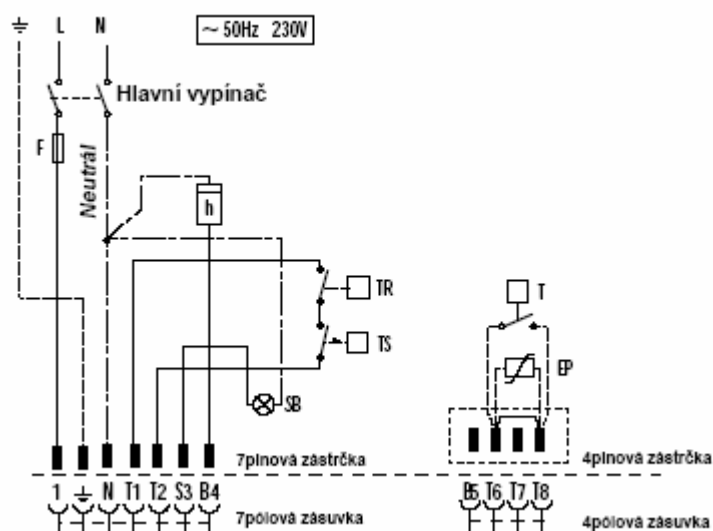 L N
~ 50Hz 230V
Hlavní vypínač
F
Neutrál
h
TR
TS
SB
T
EP
7pinová zástrčka
4pinová zástrčka
1 N T1 T2 S3 B4
B5 T6 T7 T8
7pólová zásuvka
4pólová zásuvka